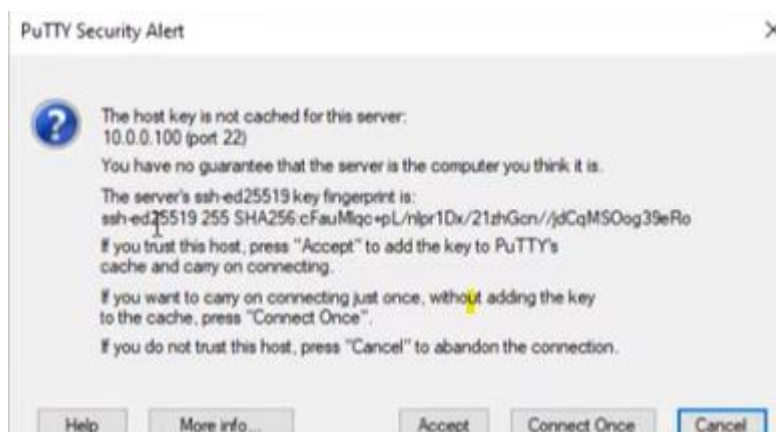 PuTTY Security Alert
The host key is not cached for this server:
10.0.0.100 (port 22)
You have no guarantee that the server is the computer you think it is.
The server's ssh-ed25519 key fingerprint is:
ssh-ed25519 255 SHA256:cFauMlqc+pL/nlpr1Dx/21zhGcn//jdCqMSOog39eRo
If you trust this host, press "Accept" to add the key to PuTTY's
cache and carry on connecting.
If you want to carry on connecting just once, without adding the key
to the cache, press "Connect Once".
If you do not trust this host, press "Cancel" to abandon the connection.
Help More info... Accept Connect Once Cancel